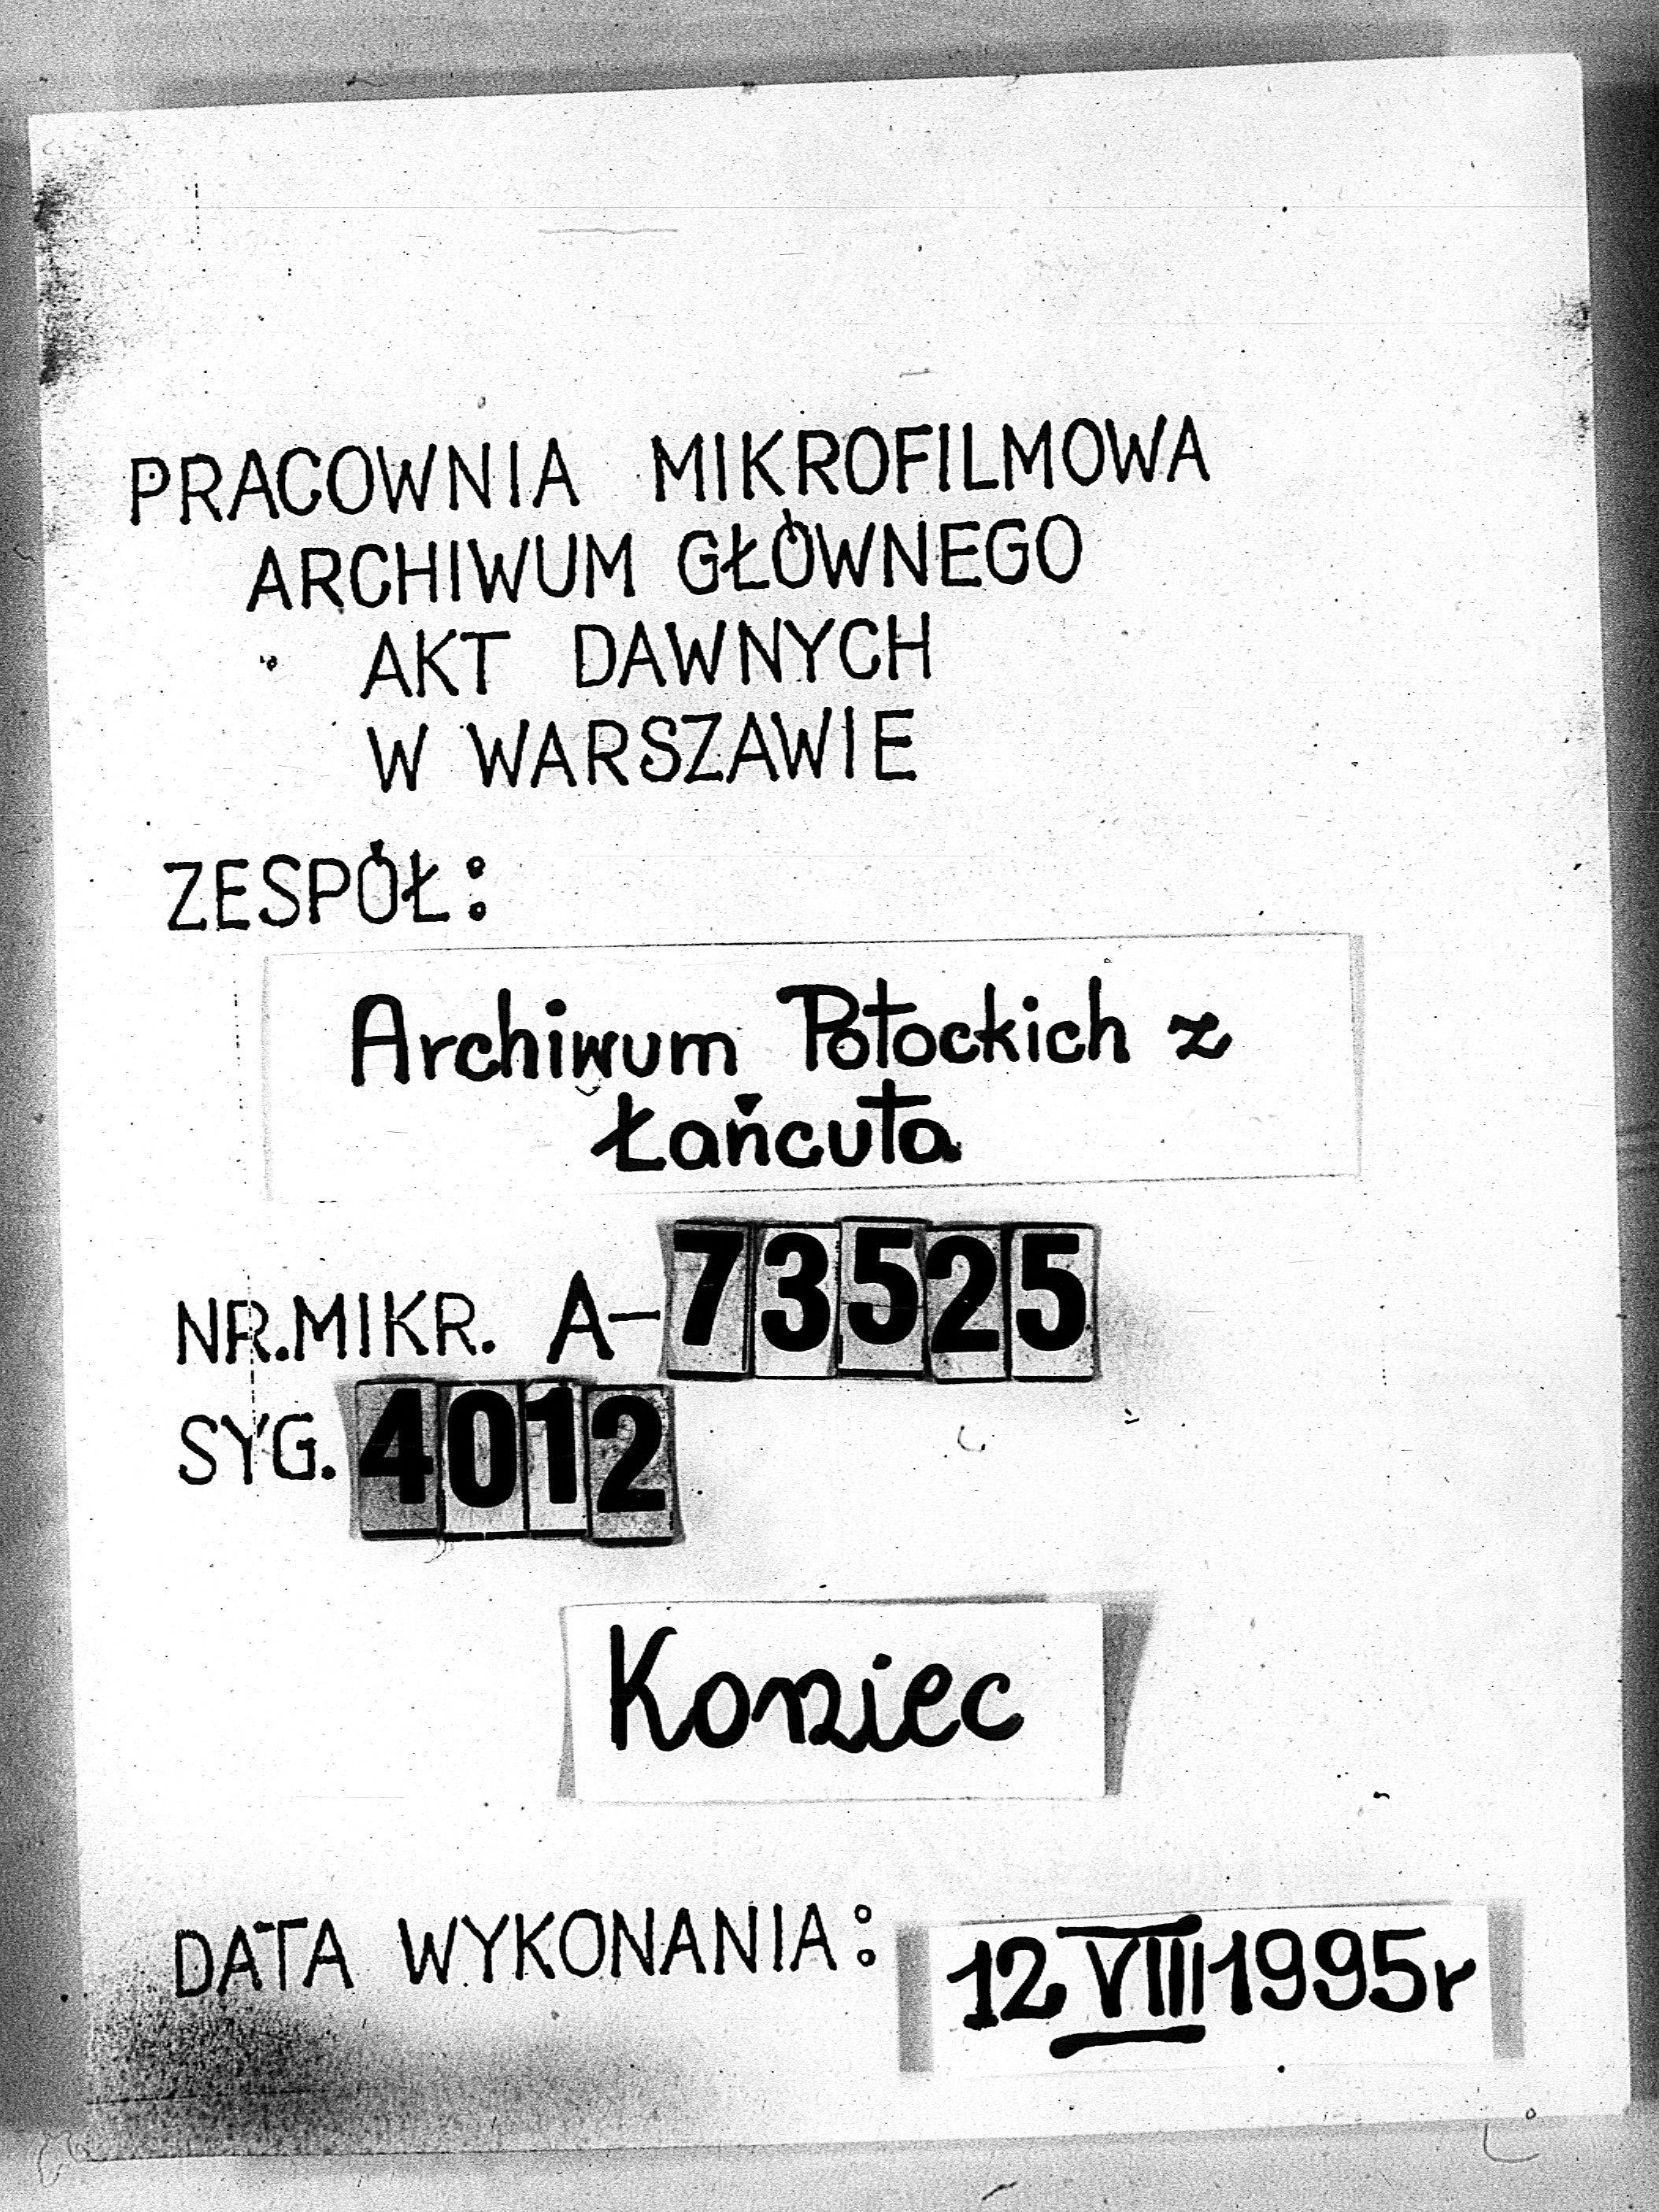 PRACOWNIA MIKROFILMOWA
ARCHIWUM GŁÓWNEGO
AKT DAWNYCH
W WARSZAWIE
ZESPÓŁ:
Archiwum Potockich z
Łańcuta
NR.MIKR. A-73525
SYG. 4012
Koniec
DATA WYKONANIA: 12 VIII 1995r